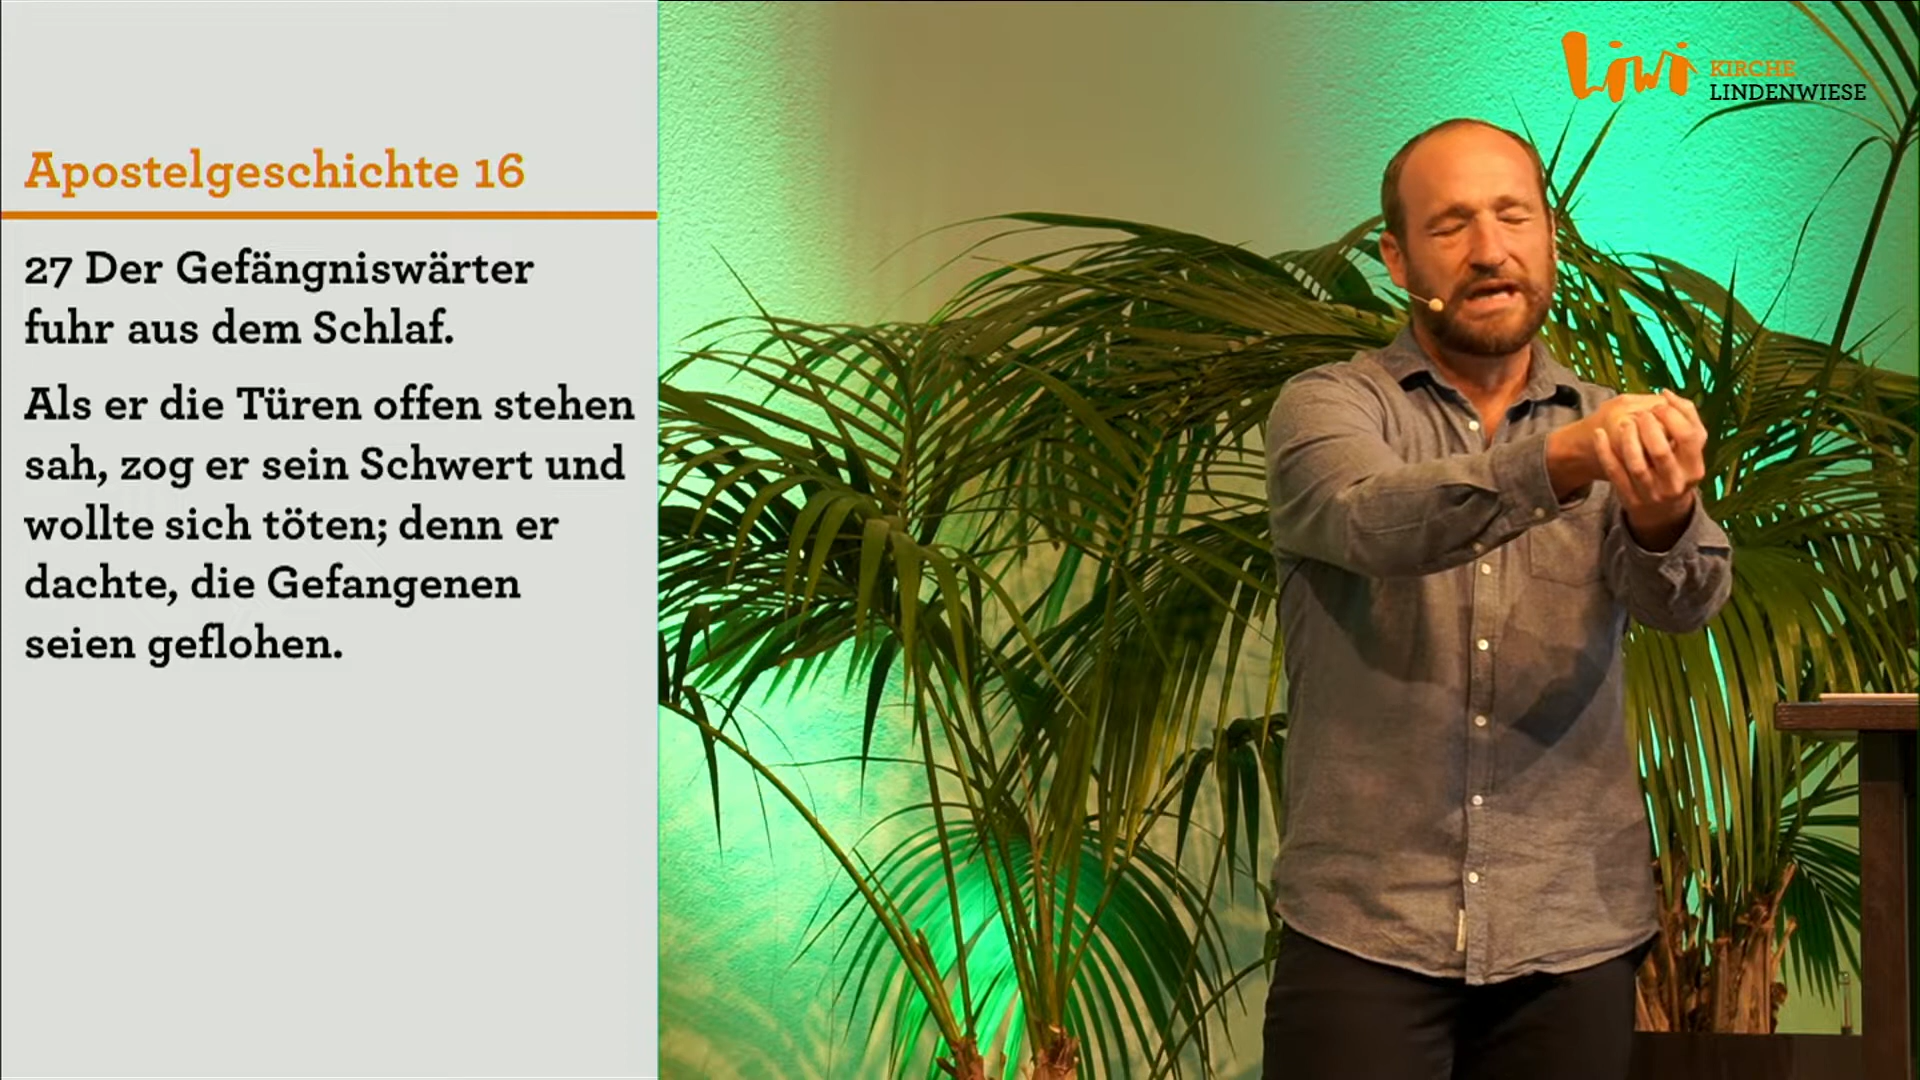 Apostelgeschichte 16
27 Der Gefängniswärter
fuhr aus dem Schlaf.
Als er die Türen offen stehen
sah, zog er sein Schwert und
wollte sich töten; denn er
dachte, die Gefangenen
seien geflohen.
LiWi KIRCHE
LINDENWIESE